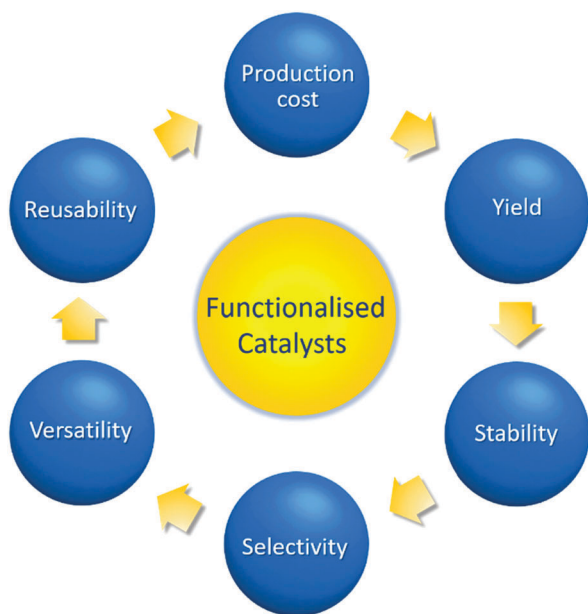 Production
cost
Yield
Stability
Selectivity
Versatility
Reusability
Functionalised
Catalysts